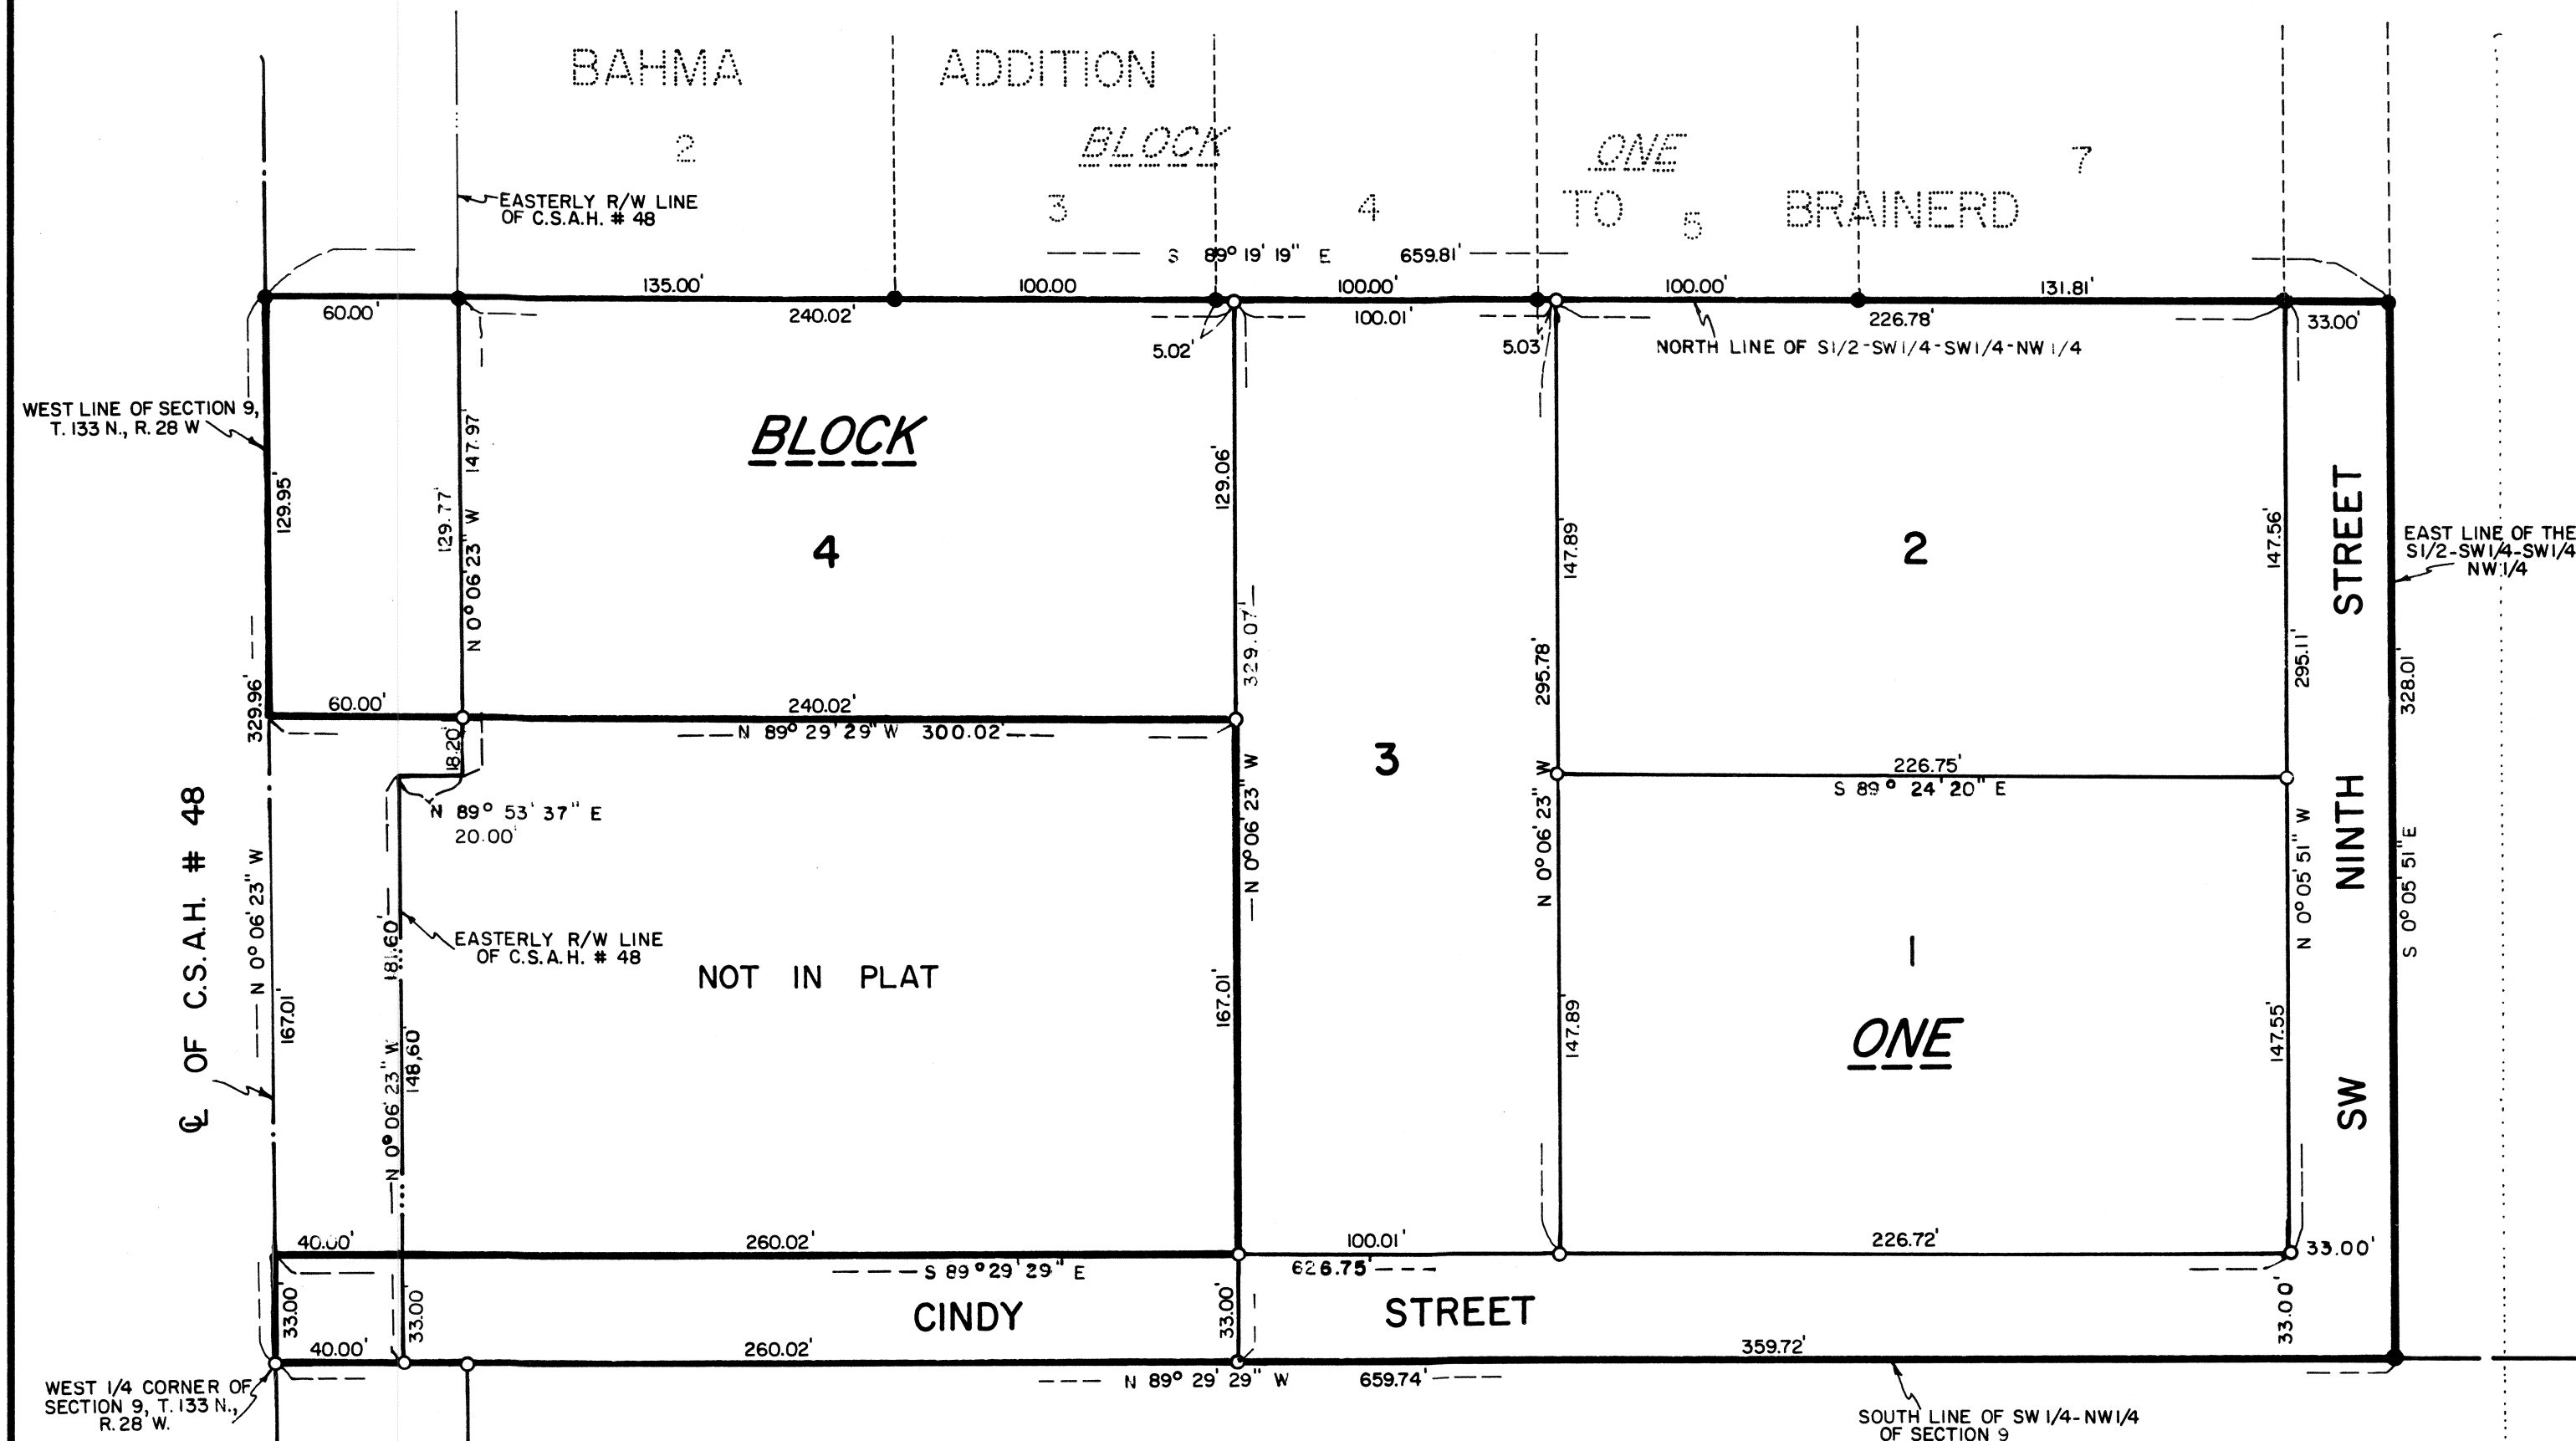 BAHMA ADDITION
2
BLOCK ONE
7
EASTERLY R/W LINE
OF C.S.A.H. # 48
3
4
TO
5
BRAINERD
S 89° 19' 19" E 659.81'
60.00'
135.00'
240.02'
100.00
5.02'
100.00'
100.01'
5.03'
100.00'
226.78'
131.81'
33.00'
NORTH LINE OF S1/2-SW1/4-SW1/4-NW1/4
WEST LINE OF SECTION 9,
T. 133 N., R. 28 W
129.95'
129.77'
147.97'
N 0° 06' 23" W
BLOCK
4
129.06'
329.07'
147.89'
295.78'
2
147.56'
295.11'
STREET
EAST LINE OF THE
S1/2-SW1/4-SW1/4
NW1/4
328.01'
329.96'
60.00'
240.02'
N 89° 29' 29" W 300.02'
18.20'
N 89° 53' 37" E
20.00'
3
226.75'
S 89° 24' 20" E
℄ OF C.S.A.H. # 48
N 0° 06' 23" W
167.01'
181.60'
EASTERLY R/W LINE
OF C.S.A.H. # 48
N 0° 06' 23" W
148.60'
NOT IN PLAT
N 0° 06' 23" W
167.01'
N 0° 06' 23" W
147.89'
1
ONE
N 0° 05' 51" W
147.55'
NINTH
SW
S 0° 05' 51" E
40.00'
260.02'
S 89° 29' 29" E
626.75'
100.01'
226.72'
33.00'
33.00'
33.00'
CINDY STREET
33.00'
33.00'
40.00'
260.02'
359.72'
N 89° 29' 29" W 659.74'
WEST 1/4 CORNER OF
SECTION 9, T. 133 N.,
R. 28 W.
SOUTH LINE OF SW 1/4-NW1/4
OF SECTION 9